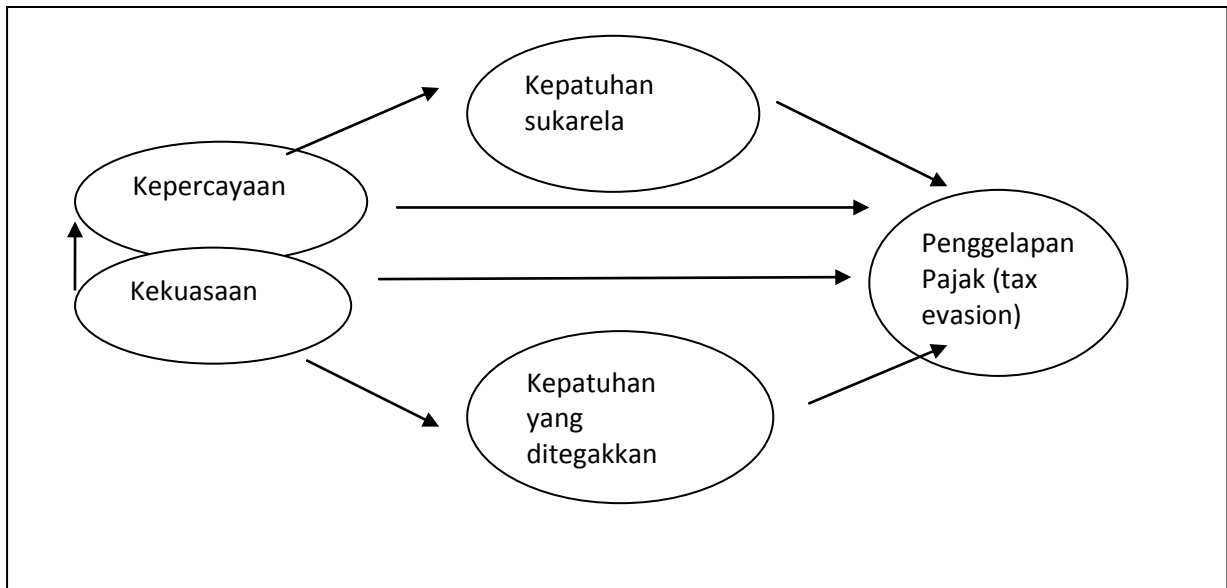 Kepatuhan
sukarela
Kepercayaan
Kekuasaan
Penggelapan
Pajak (tax
evasion)
Kepatuhan
yang
ditegakkan